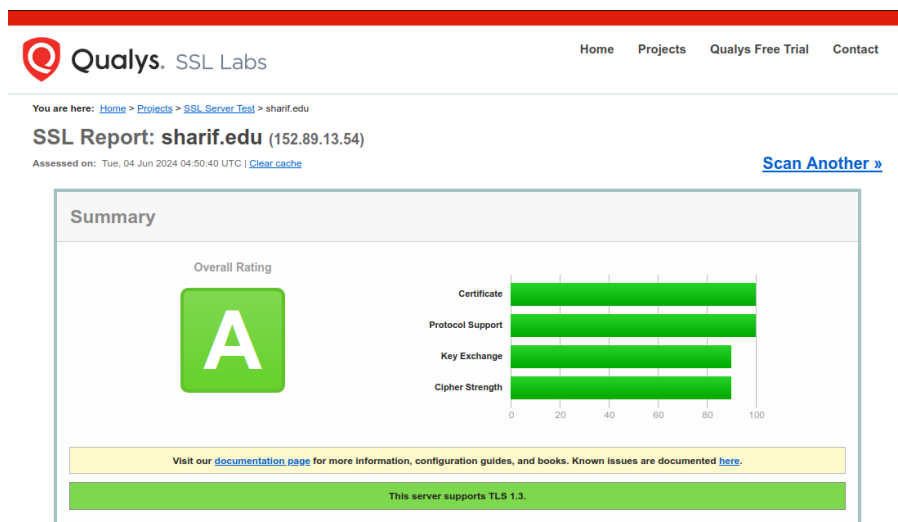 Qualys. SSL Labs
Home Projects Qualys Free Trial Contact
You are here: Home > Projects > SSL Server Test > sharif.edu
SSL Report: sharif.edu (152.89.13.54)
Assessed on: Tue, 04 Jun 2024 04:50:40 UTC | Clear cache
Scan Another »
Summary
Overall Rating
A
Certificate
Protocol Support
Key Exchange
Cipher Strength
0 20 40 60 80 100
Visit our documentation page for more information, configuration guides, and books. Known issues are documented here.
This server supports TLS 1.3.